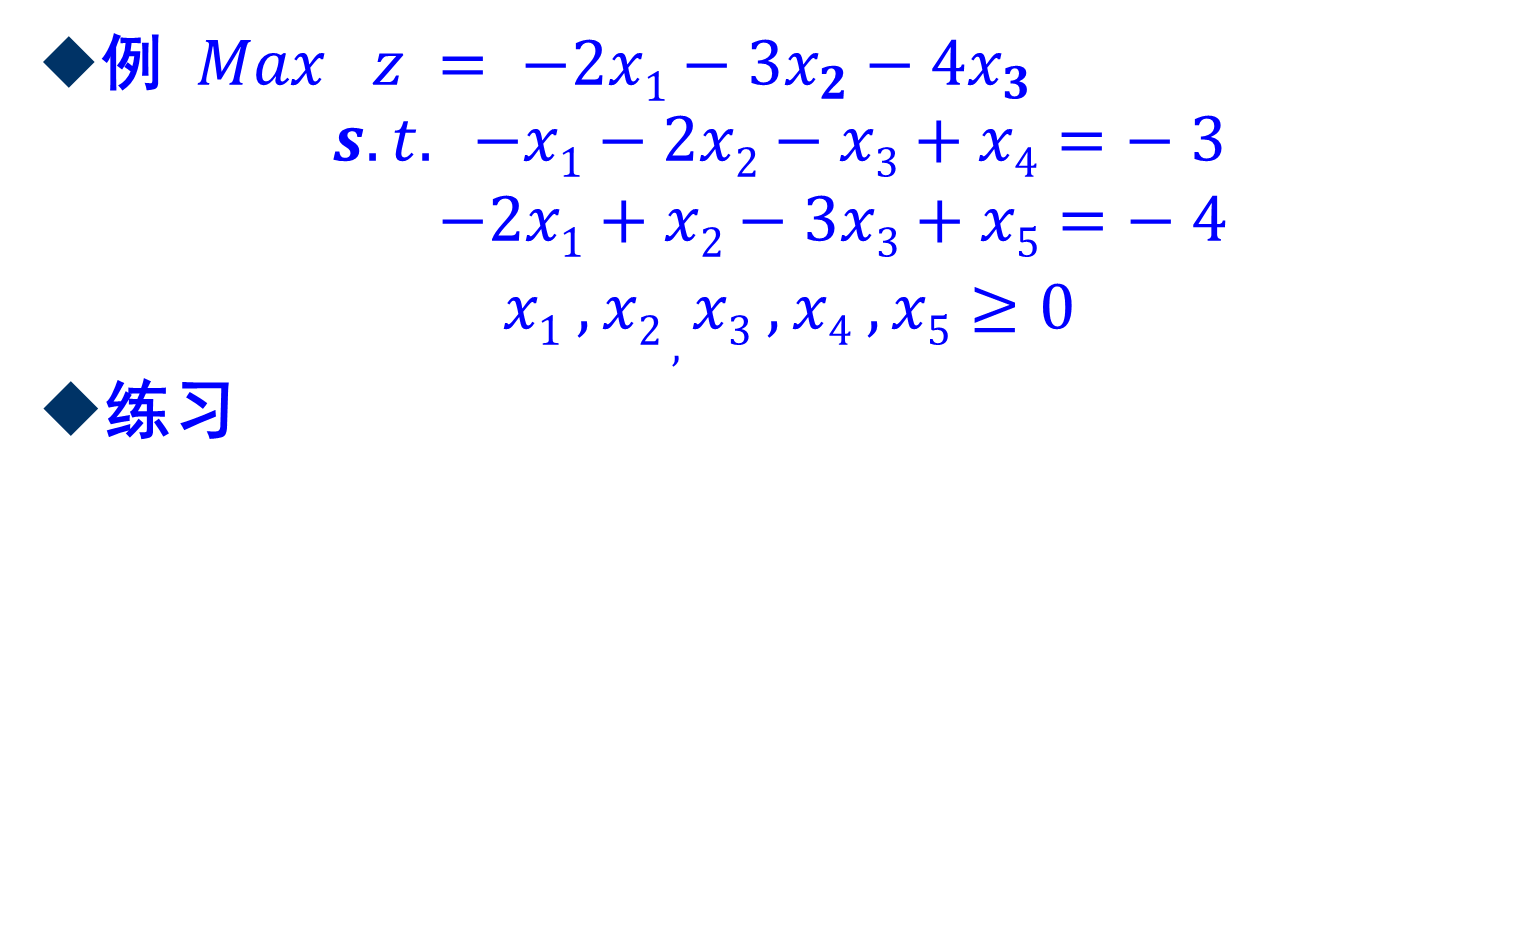 ◆例 Max z = −2x₁ − 3x₂ − 4x₃
s.t. −x₁ − 2x₂ − x₃ + x₄ = − 3
−2x₁ + x₂ − 3x₃ + x₅ = − 4
x₁ , x₂ , x₃ , x₄ , x₅ ≥ 0
◆练习